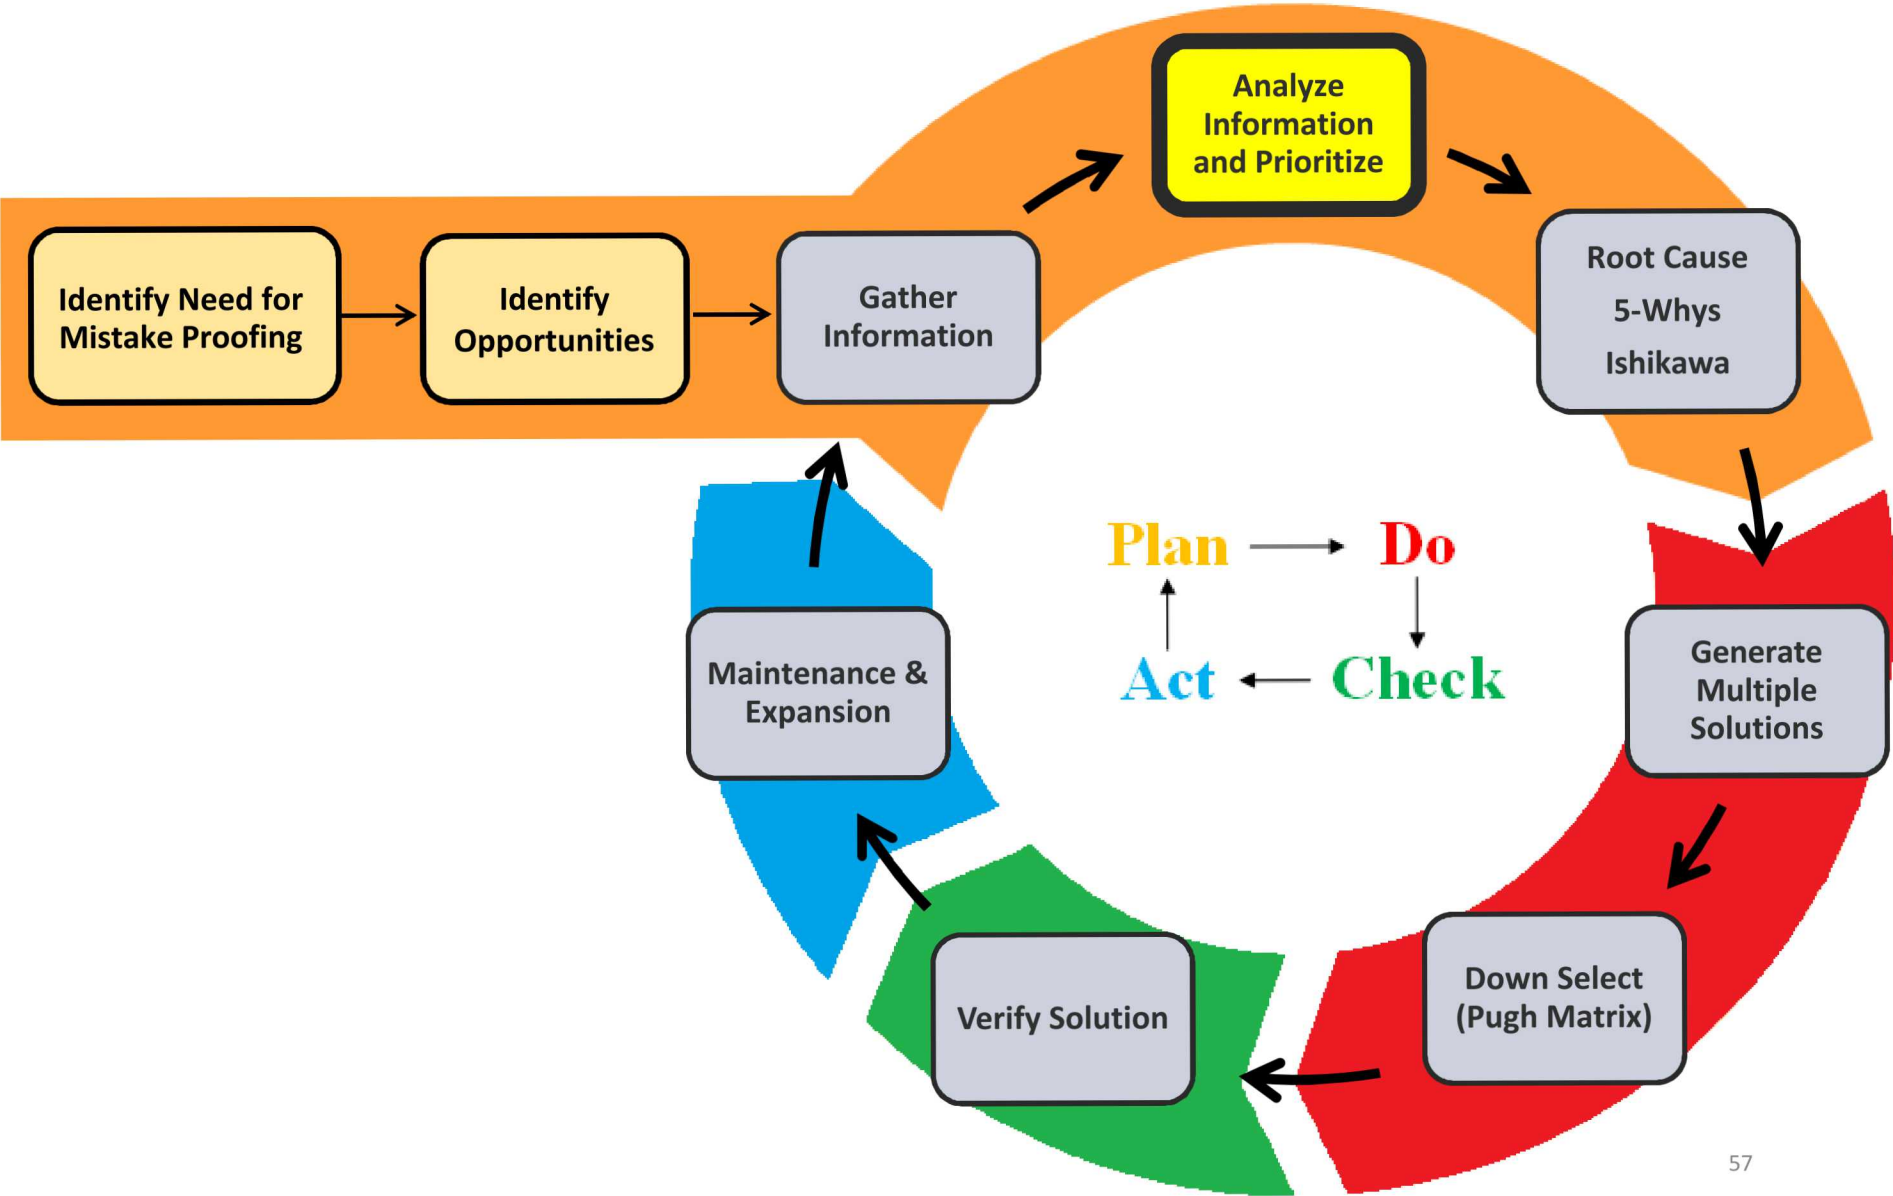 Analyze
Information
and Prioritize
Identify Need for
Mistake Proofing
Identify
Opportunities
Gather
Information
Root Cause
5-Whys
Ishikawa
Plan
Do
Act
Check
Maintenance &
Expansion
Generate
Multiple
Solutions
Verify Solution
Down Select
(Pugh Matrix)
57